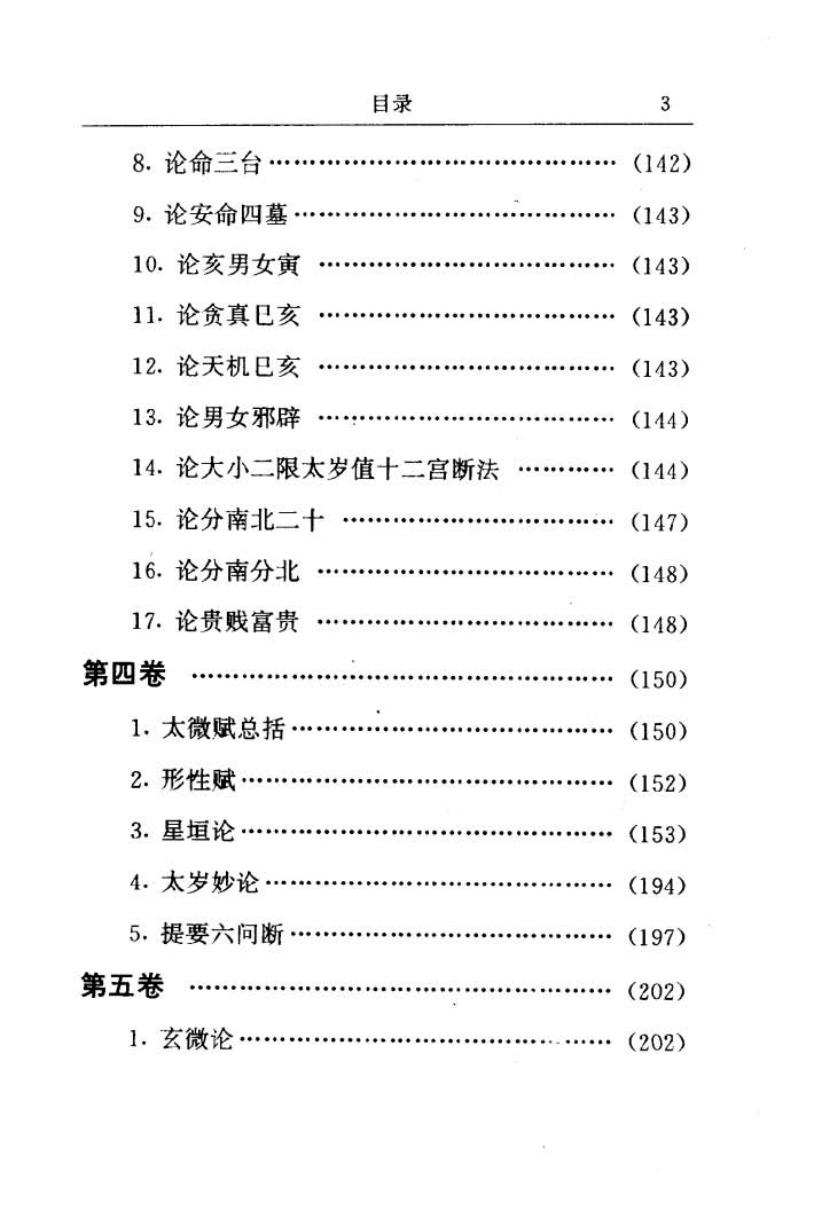 目录 3
8. 论命三台 …………………………………… (142)
9. 论安命四墓 ………………………………… (143)
10. 论亥男女寅 ……………………………… (143)
11. 论贪真巳亥 ……………………………… (143)
12. 论天机巳亥 ……………………………… (143)
13. 论男女邪辟 ……………………………… (144)
14. 论大小二限太岁值十二宫断法 ………… (144)
15. 论分南北二十 …………………………… (147)
16. 论分南分北 ……………………………… (148)
17. 论贵贱富贵 ……………………………… (148)
第四卷 …………………………………………… (150)
1. 太微赋总括 ………………………………… (150)
2. 形性赋 ……………………………………… (152)
3. 星垣论 ……………………………………… (153)
4. 太岁妙论 …………………………………… (194)
5. 提要六问断 ………………………………… (197)
第五卷 …………………………………………… (202)
1. 玄微论 ……………………………………… (202)